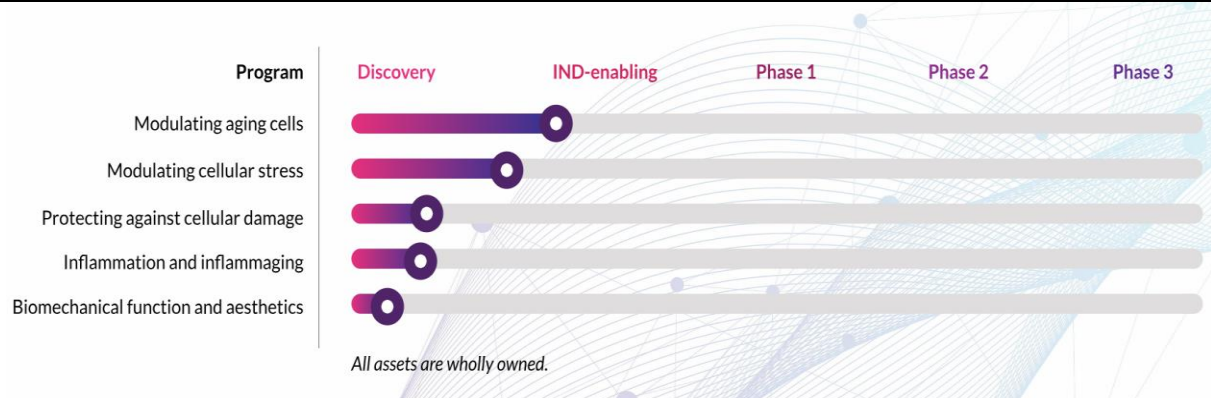 Program Discovery IND-enabling Phase 1 Phase 2 Phase 3
Modulating aging cells
Modulating cellular stress
Protecting against cellular damage
Inflammation and inflammaging
Biomechanical function and aesthetics
All assets are wholly owned.